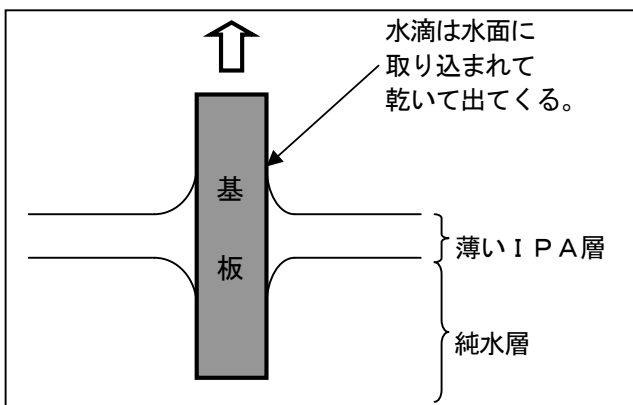 水滴は水面に
取り込まれて
乾いて出てくる。
基
板
薄いＩＰＡ層
純水層